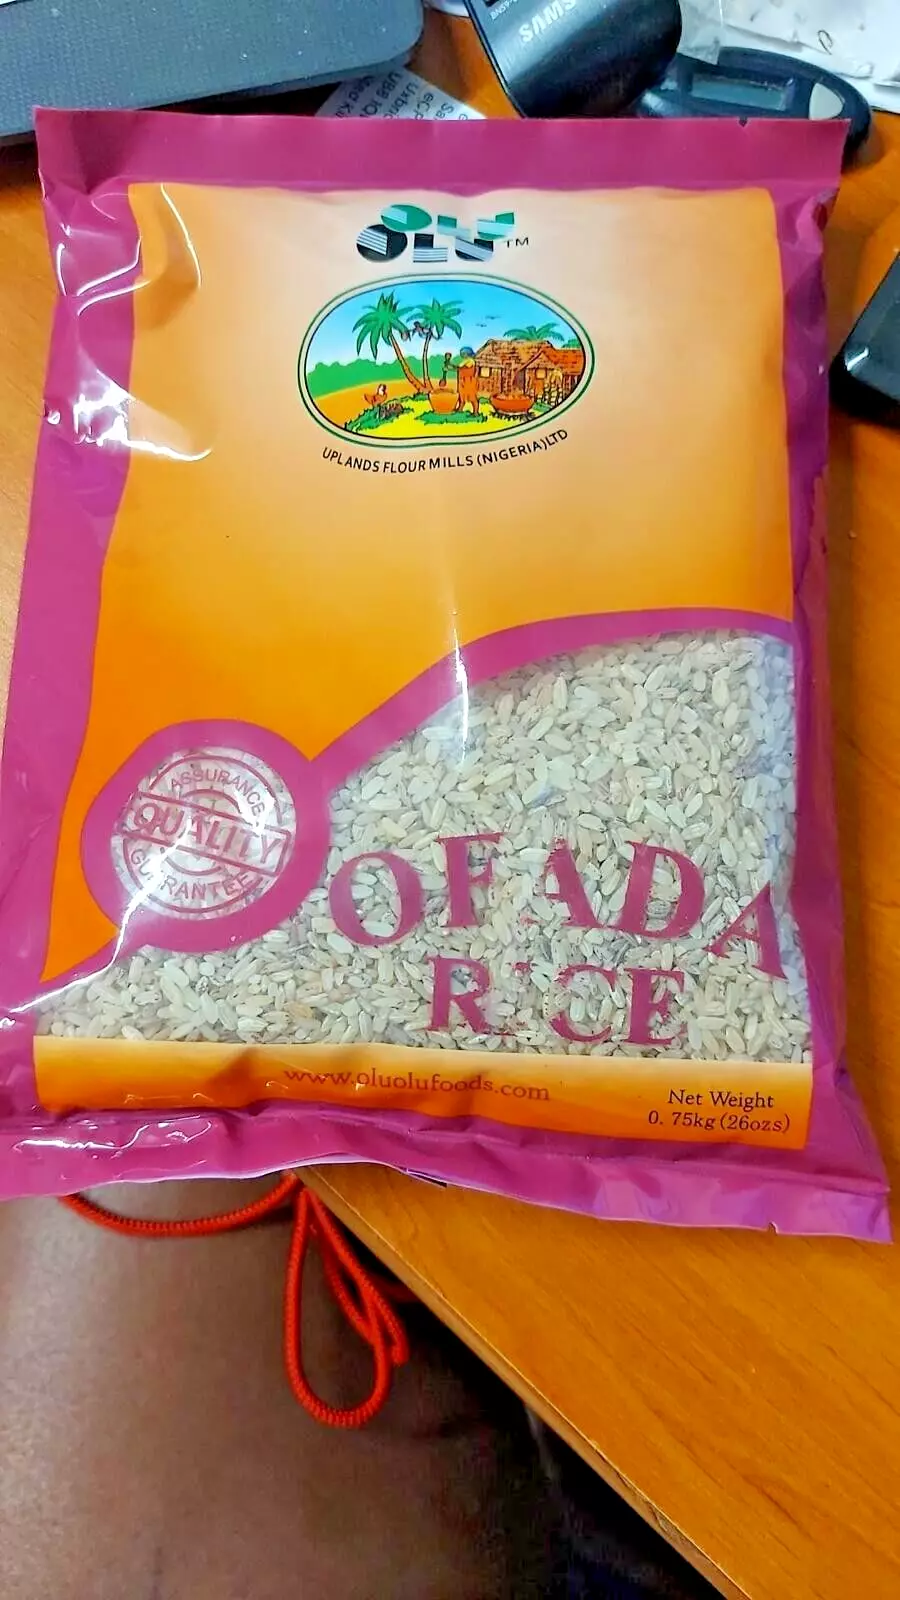 SAMS
OLU™
UPLANDS FLOUR MILLS (NIGERIA) LTD
ASSURANCE
QUALITY
GUARANTEE
OFADA
RICE
www.oluolufoods.com
Net Weight
0. 75kg (26ozs)